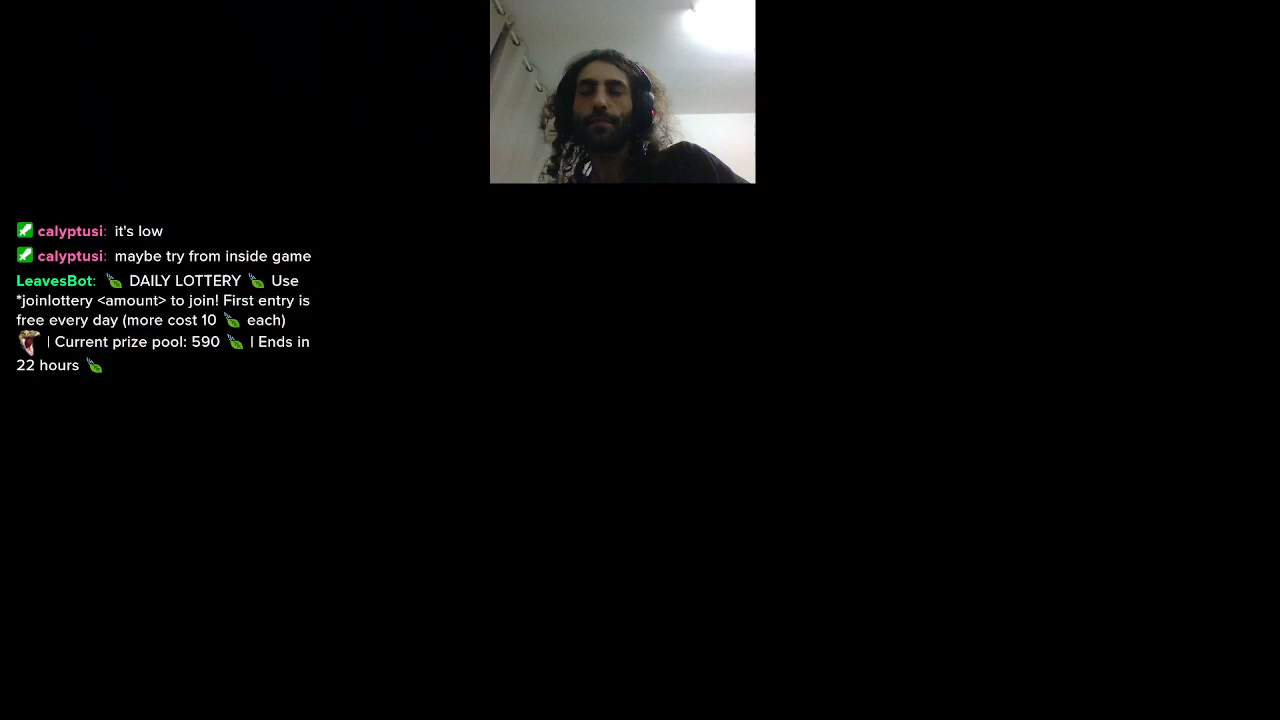 calyptusi: it's low
calyptusi: maybe try from inside game
LeavesBot: DAILY LOTTERY Use
*joinlottery <amount> to join! First entry is
free every day (more cost 10 each)
| Current prize pool: 590 | Ends in
22 hours